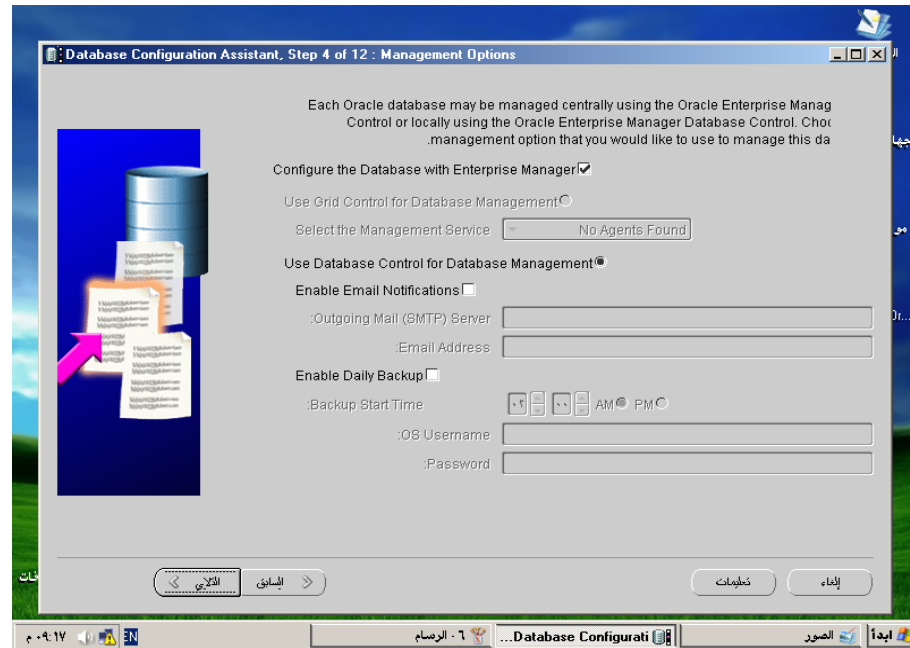 Database Configuration Assistant, Step 4 of 12 : Management Options
Each Oracle database may be managed centrally using the Oracle Enterprise Manag
Control or locally using the Oracle Enterprise Manager Database Control. Choo
.management option that you would like to use to manage this da
Configure the Database with Enterprise Manager
Use Grid Control for Database Management
Select the Management Service No Agents Found
Use Database Control for Database Management
Enable Email Notifications
:Outgoing Mail (SMTP) Server
:Email Address
Enable Daily Backup
:Backup Start Time ٠٢ ٠٠ AM PM
:OS Username
:Password
إلغاء تعليمات السابق التالي
ابدأ الصور ...Database Configurati ٦ - الرسام EN ٠٩:١٧ م